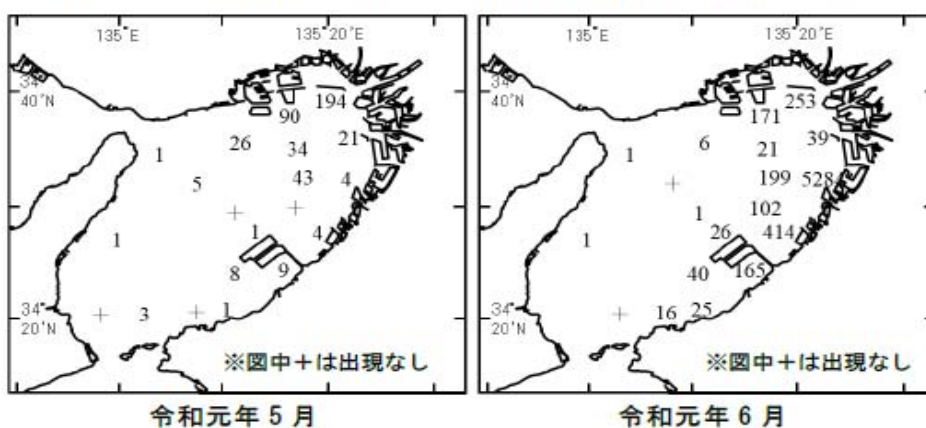 135°E 135°20'E
34°40'N
194
90
26 34 21
1
5 43 4
+ +
1 1 4
8 9
34°20'N
+ 3 + 1
※図中+は出現なし
令和元年5月
135°E 135°20'E
34°40'N
253
171
6 21 39
1
+ 199 528
1 102
1 26 414
40 165
34°20'N
+ 16 25
※図中+は出現なし
令和元年6月